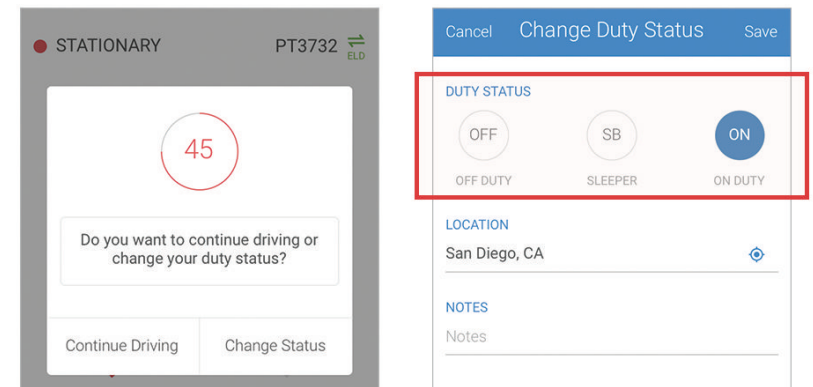 STATIONARY PT3732 ELD
45
Do you want to continue driving or
change your duty status?
Continue Driving Change Status
Cancel Change Duty Status Save
DUTY STATUS
OFF SB ON
OFF DUTY SLEEPER ON DUTY
LOCATION
San Diego, CA
NOTES
Notes